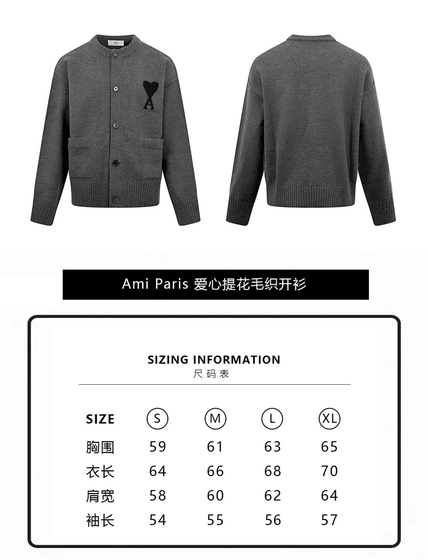 Ami Paris 爱心提花毛织开衫
SIZING INFORMATION
尺码表
SIZE S M L XL
胸围 59 61 63 65
衣长 64 66 68 70
肩宽 58 60 62 64
袖长 54 55 56 57